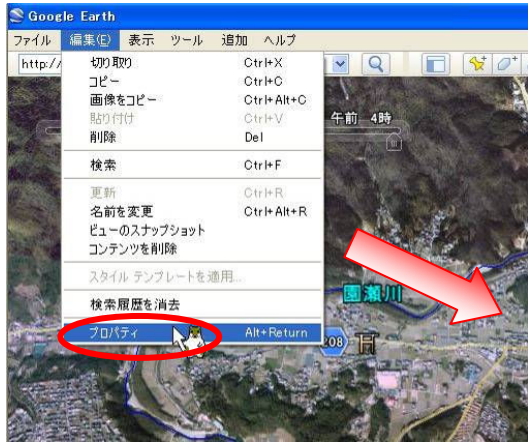 Google Earth
ファイル 編集(E) 表示 ツール 追加 ヘルプ
http:/
切り取り Ctrl+X
コピー Ctrl+C
画像をコピー Ctrl+Alt+C
貼り付け Ctrl+V
削除 Del
検索 Ctrl+F
更新 Ctrl+R
名前を変更 Ctrl+Alt+R
ビューのスナップショット
コンテンツを削除
スタイル テンプレートを適用...
検索履歴を消去
プロパティ Alt+Return
午前 4時
園瀬川
208